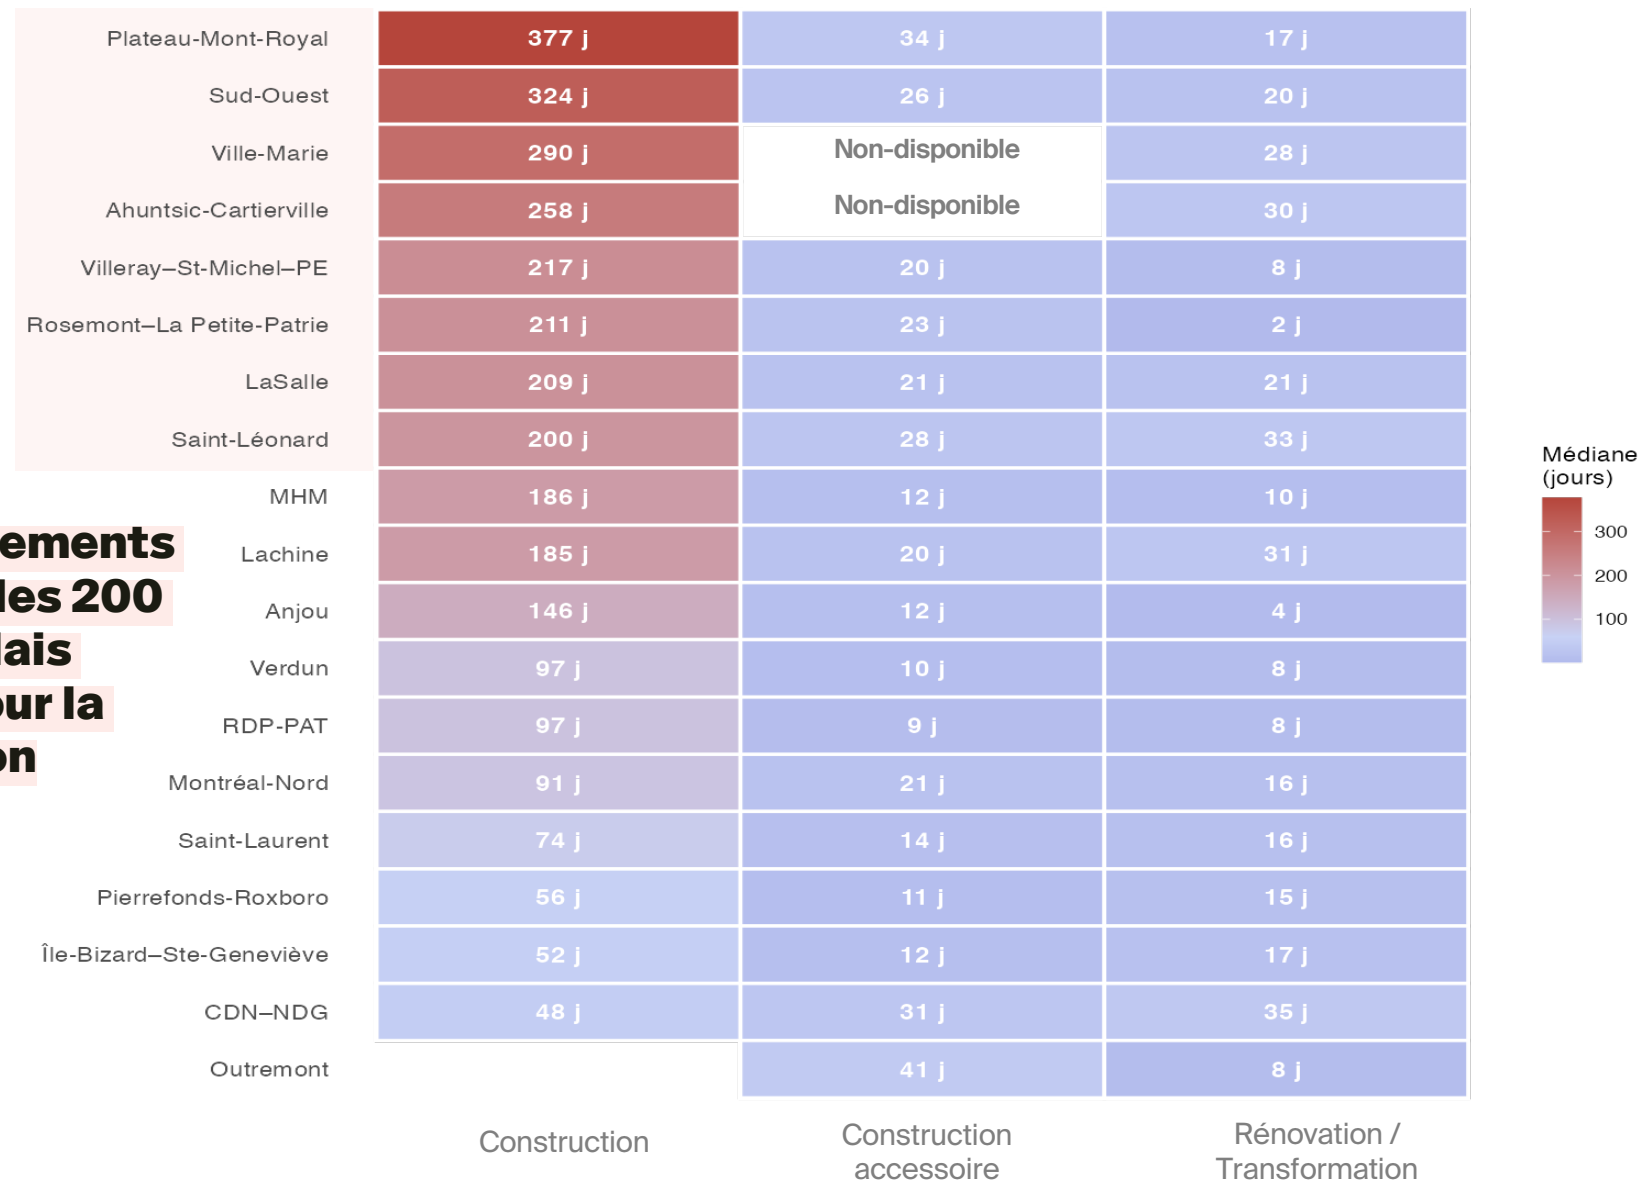 Plateau-Mont-Royal 377 j 34 j 17 j
Sud-Ouest 324 j 26 j 20 j
Ville-Marie 290 j Non-disponible 28 j
Ahuntsic-Cartierville 258 j Non-disponible 30 j
Villeray–St-Michel–PE 217 j 20 j 8 j
Rosemont–La Petite-Patrie 211 j 23 j 2 j
LaSalle 209 j 21 j 21 j
Saint-Léonard 200 j 28 j 33 j
MHM 186 j 12 j 10 j
Lachine 185 j 20 j 31 j
Anjou 146 j 12 j 4 j
Verdun 97 j 10 j 8 j
RDP-PAT 97 j 9 j 8 j
Montréal-Nord 91 j 21 j 16 j
Saint-Laurent 74 j 14 j 16 j
Pierrefonds-Roxboro 56 j 11 j 15 j
Île-Bizard–Ste-Geneviève 52 j 12 j 17 j
CDN–NDG 48 j 31 j 35 j
Outremont 41 j 8 j
Construction
Construction
accessoire
Rénovation /
Transformation
ements
les 200
lais
our la
on
Médiane
(jours)
300
200
100